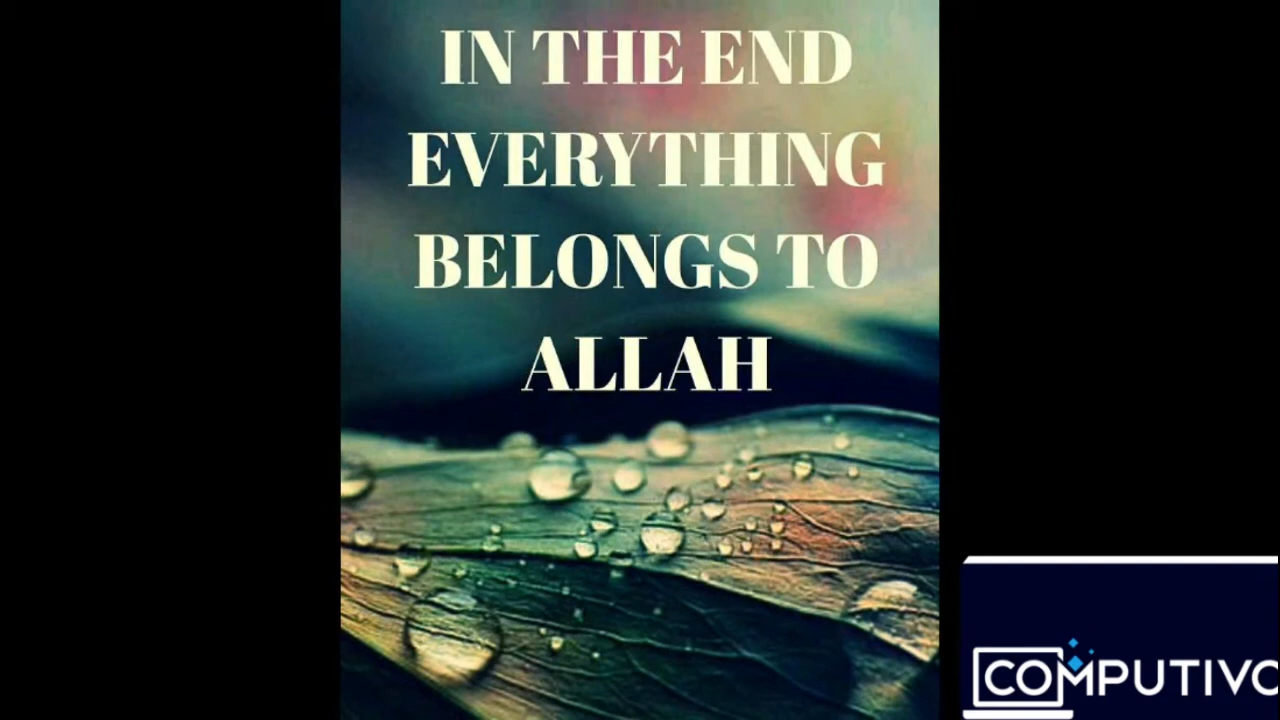 IN THE END
EVERYTHING
BELONGS TO
ALLAH
COMPUTIVO